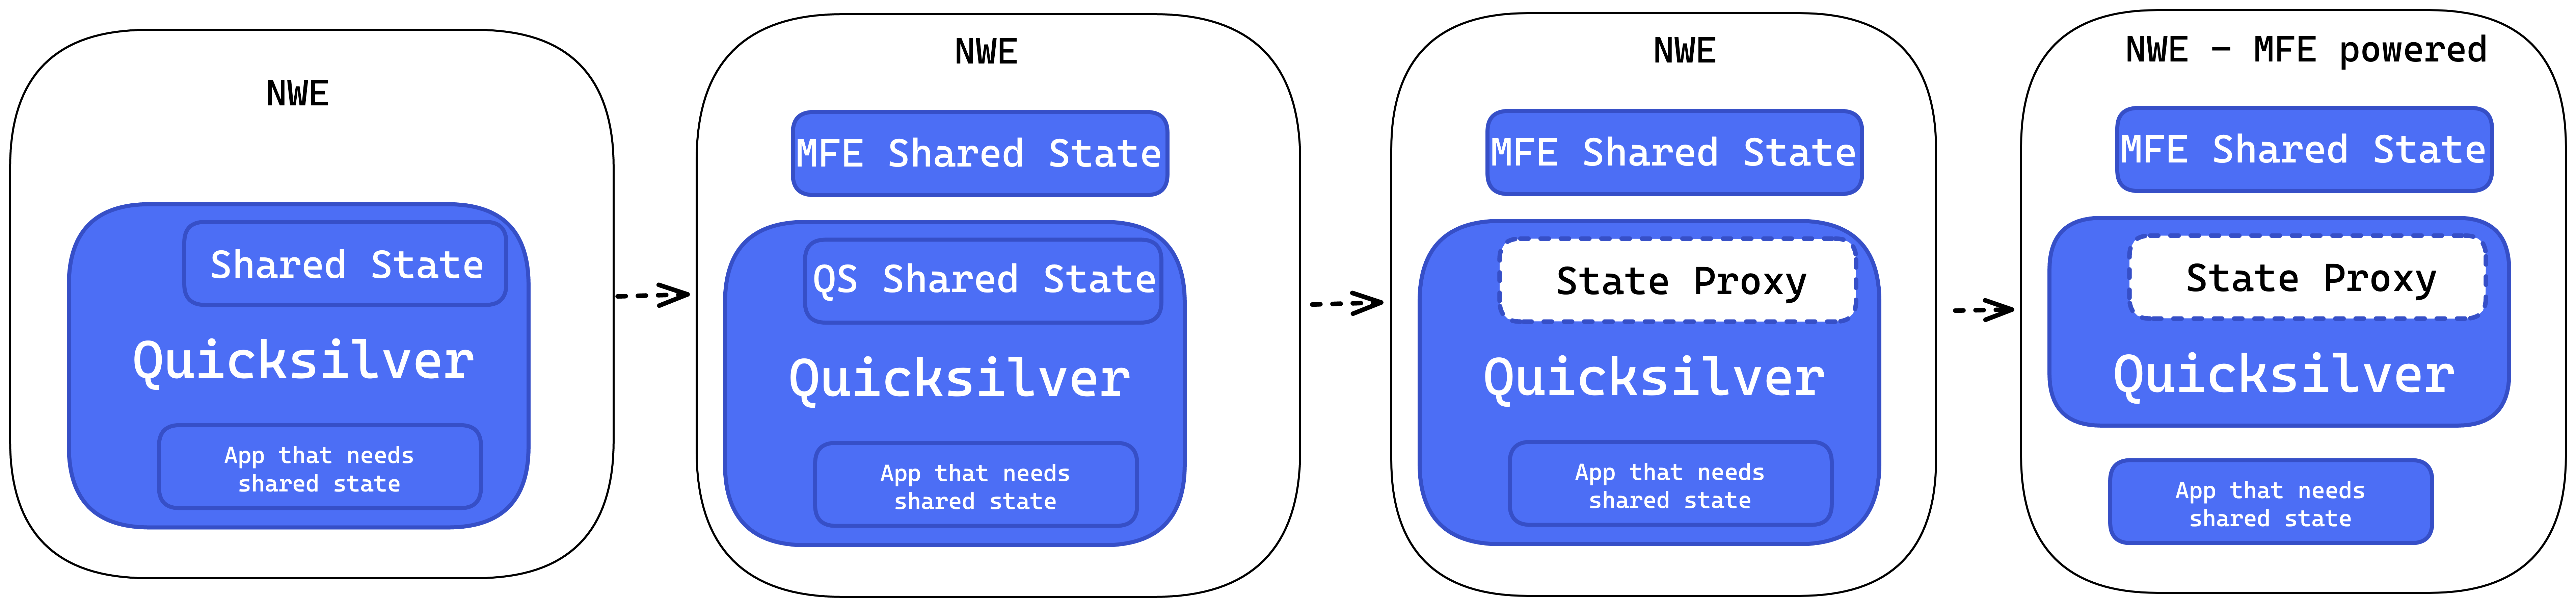 NWE
Shared State
Quicksilver
App that needs
shared state
NWE
MFE Shared State
QS Shared State
Quicksilver
App that needs
shared state
NWE
MFE Shared State
State Proxy
Quicksilver
App that needs
shared state
NWE - MFE powered
MFE Shared State
State Proxy
Quicksilver
App that needs
shared state